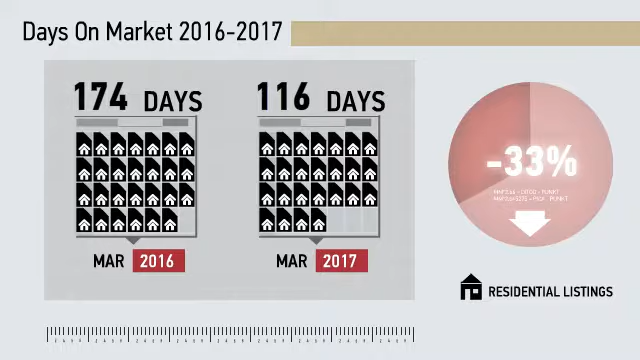 Days On Market 2016-2017
174 DAYS
116 DAYS
-33%
MAR 2016
MAR 2017
RESIDENTIAL LISTINGS